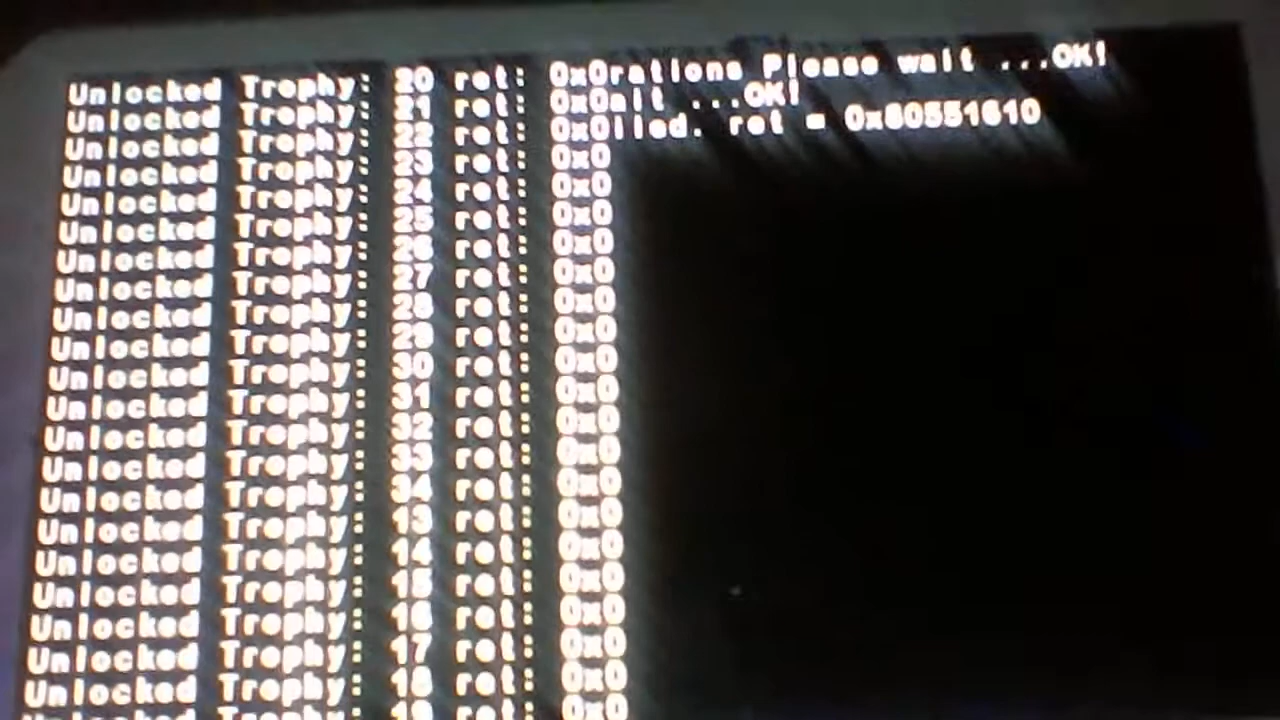 Unlocked Trophy: 20 ret: 0x0rations Please wait ...OK!
Unlocked Trophy: 21 ret: 0x0ait ...OK!
Unlocked Trophy: 22 ret: 0x0iled. ret = 0x80551610
Unlocked Trophy: 23 ret: 0x0
Unlocked Trophy: 24 ret: 0x0
Unlocked Trophy: 25 ret: 0x0
Unlocked Trophy: 26 ret: 0x0
Unlocked Trophy: 27 ret: 0x0
Unlocked Trophy: 28 ret: 0x0
Unlocked Trophy: 29 ret: 0x0
Unlocked Trophy: 30 ret: 0x0
Unlocked Trophy: 31 ret: 0x0
Unlocked Trophy: 32 ret: 0x0
Unlocked Trophy: 33 ret: 0x0
Unlocked Trophy: 34 ret: 0x0
Unlocked Trophy: 13 ret: 0x0
Unlocked Trophy: 14 ret: 0x0
Unlocked Trophy: 15 ret: 0x0
Unlocked Trophy: 16 ret: 0x0
Unlocked Trophy: 17 ret: 0x0
Unlocked Trophy: 18 ret: 0x0
Unlocked Trophy: 19 ret: 0x0